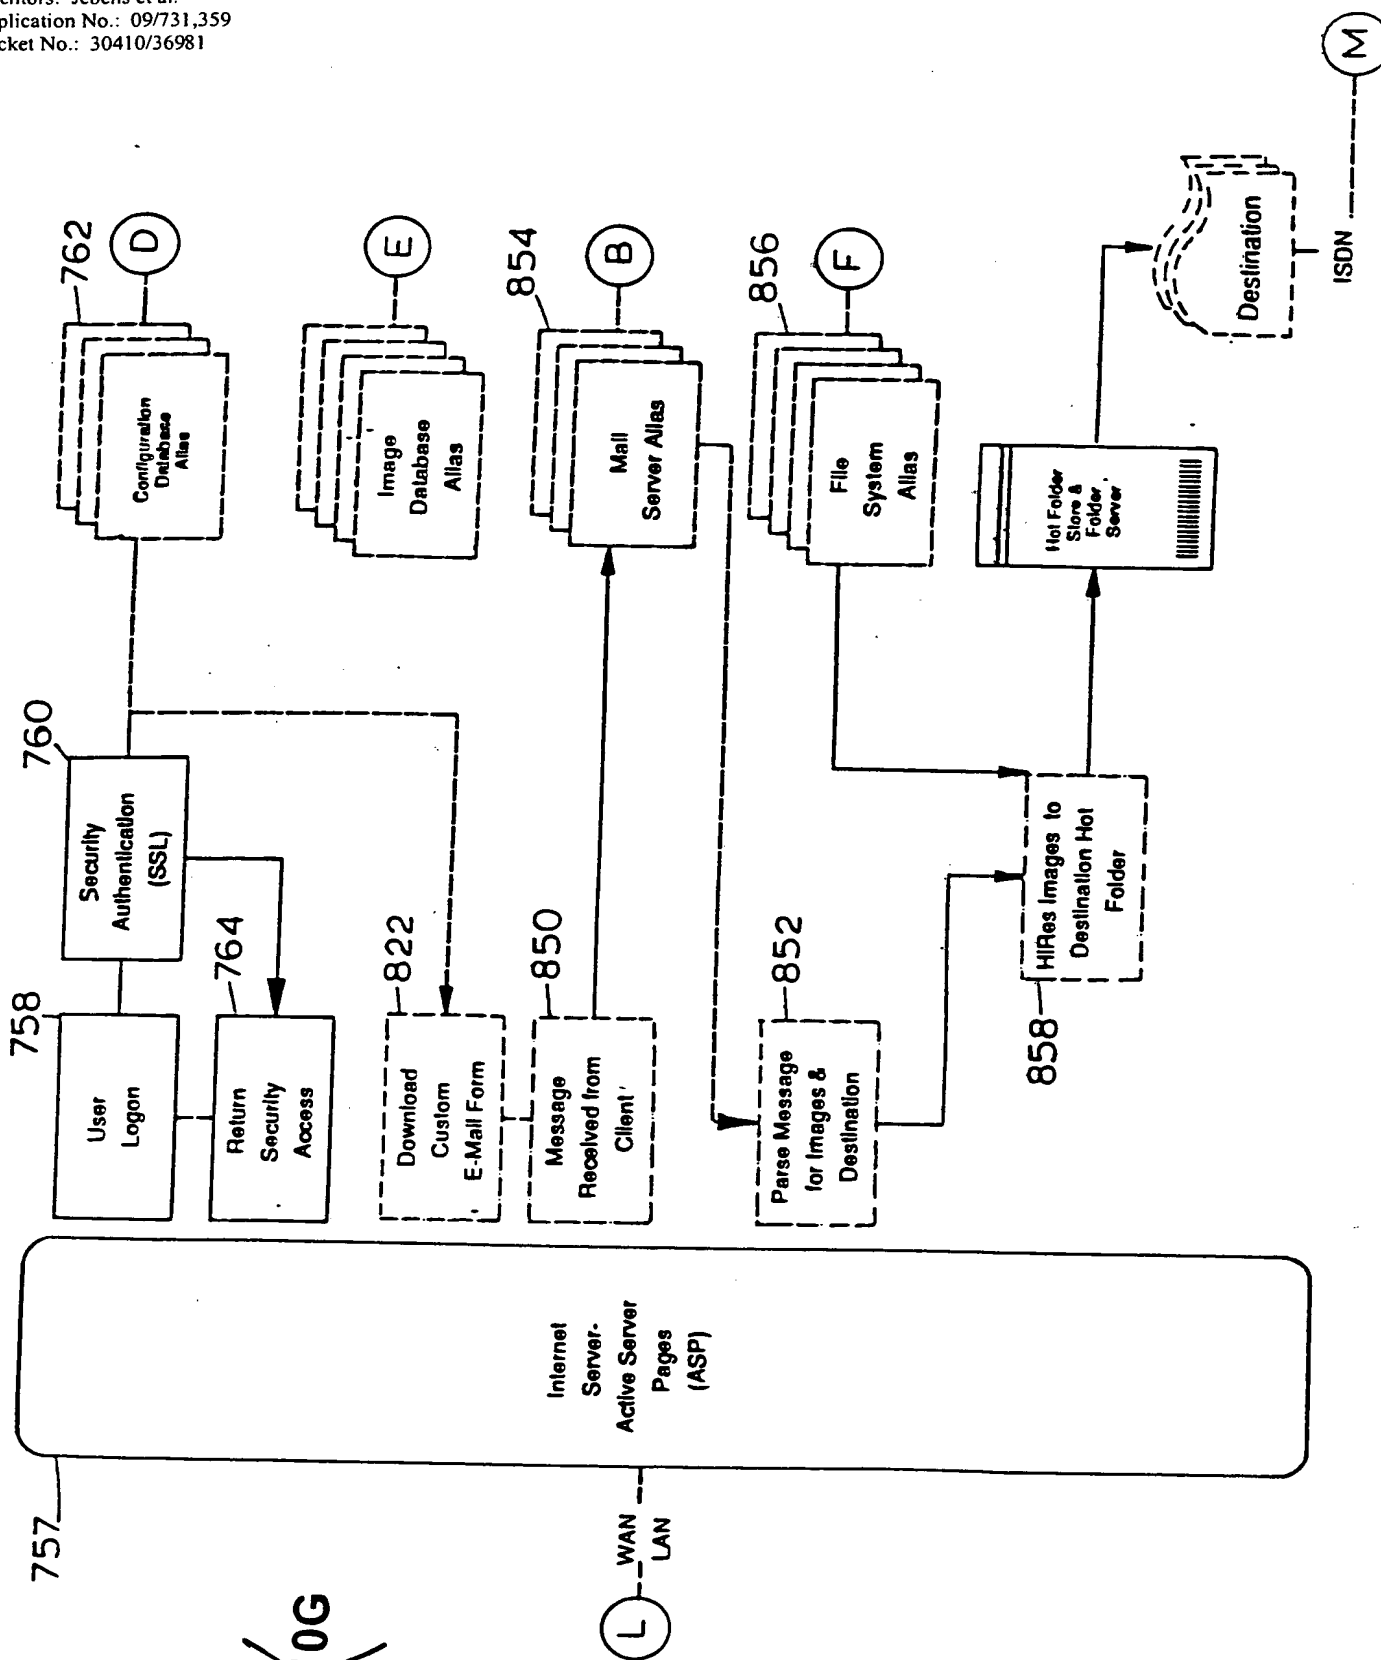 plication No.: 09/731,359
cket No.: 30410/36981
757
Internet
Server-
Active Server
Pages
(ASP)
L
WAN
LAN
0G
758
User
Logon
760
Security
Authentication
(SSL)
764
Return
Security
Access
762
Configuration
Database
Alias
D
822
Download
Custom
E-Mail Form
Image
Database
Alias
E
850
Message
Received from
Client
854
Mail
Server Alias
B
852
Parse Message
for Images &
Destination
856
File
System
Alias
F
858
HiRes Images to
Destination Hot
Folder
Hot Folder
Store &
Folder
Server
Destination
ISDN
M